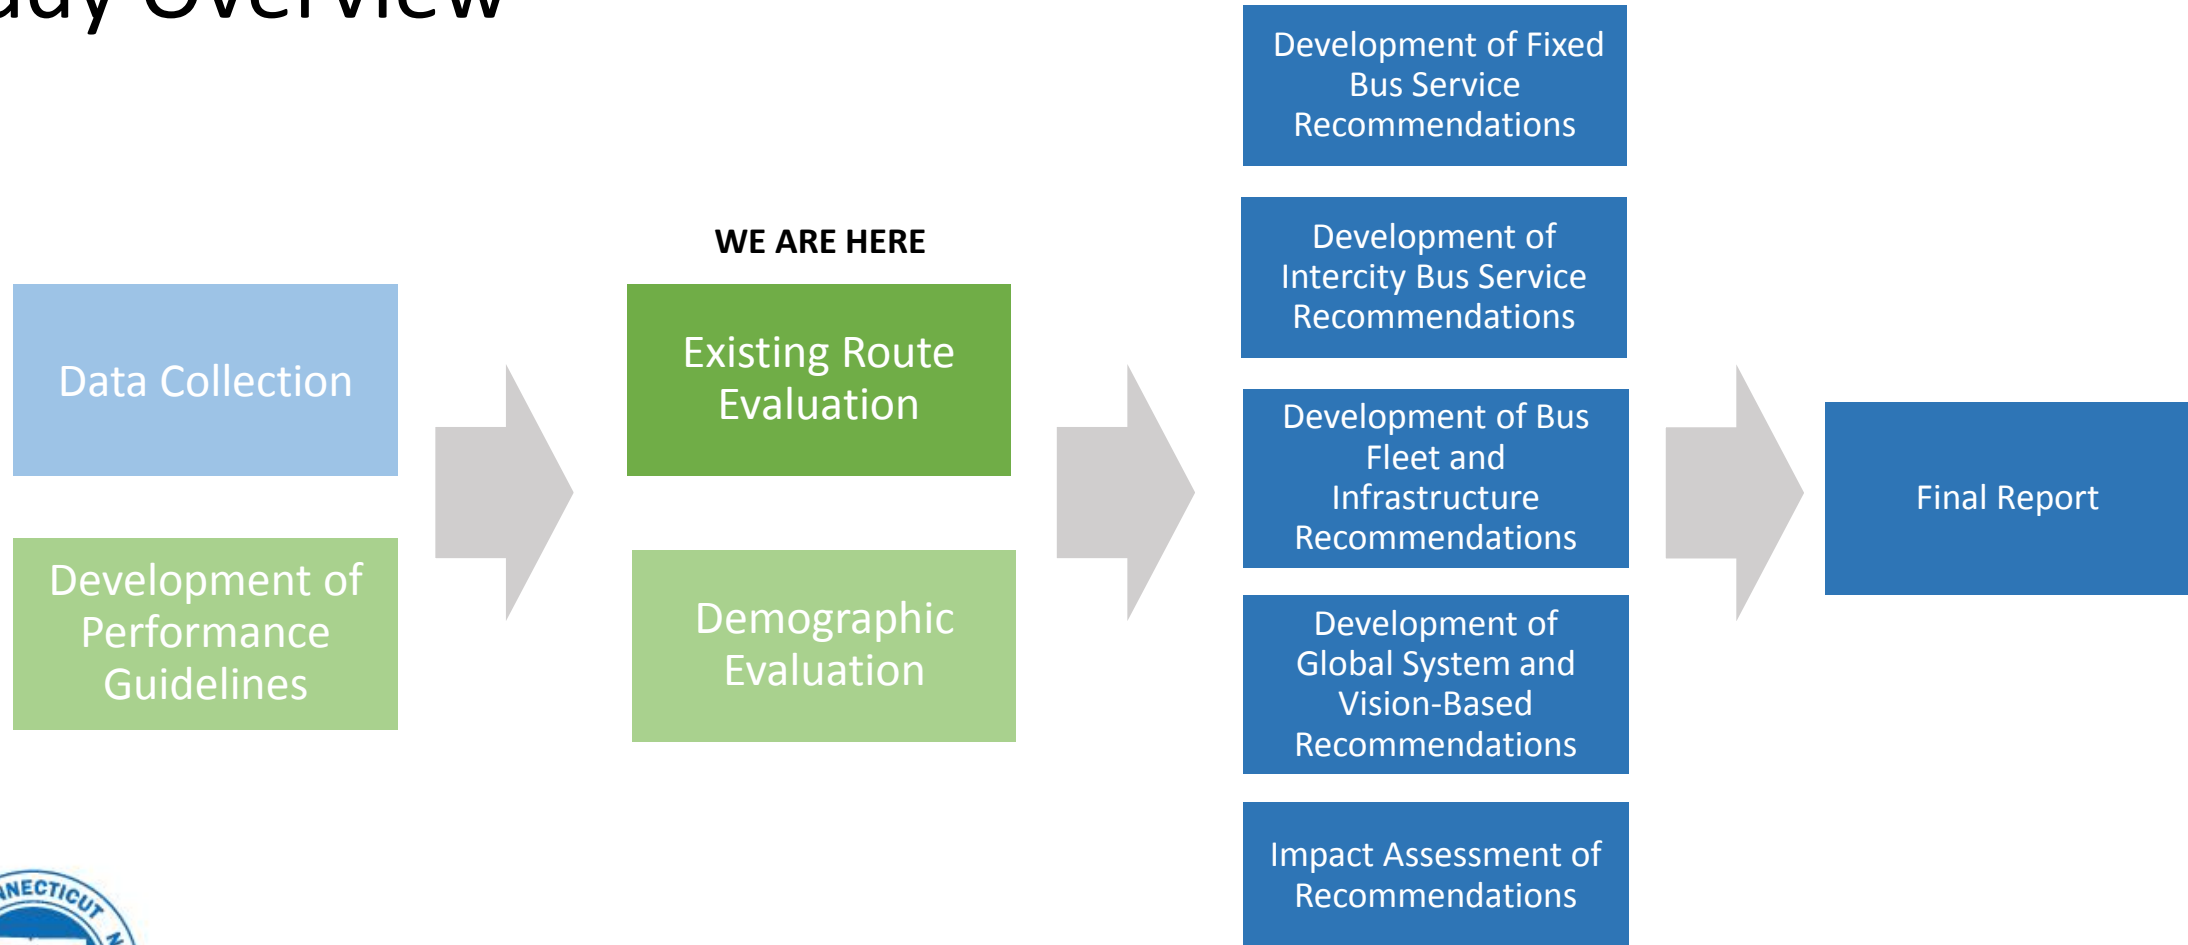 Overview
WE ARE HERE
Data Collection
Development of
Performance
Guidelines
Existing Route
Evaluation
Demographic
Evaluation
Development of Fixed
Bus Service
Recommendations
Development of
Intercity Bus Service
Recommendations
Development of Bus
Fleet and
Infrastructure
Recommendations
Development of
Global System and
Vision-Based
Recommendations
Impact Assessment of
Recommendations
Final Report